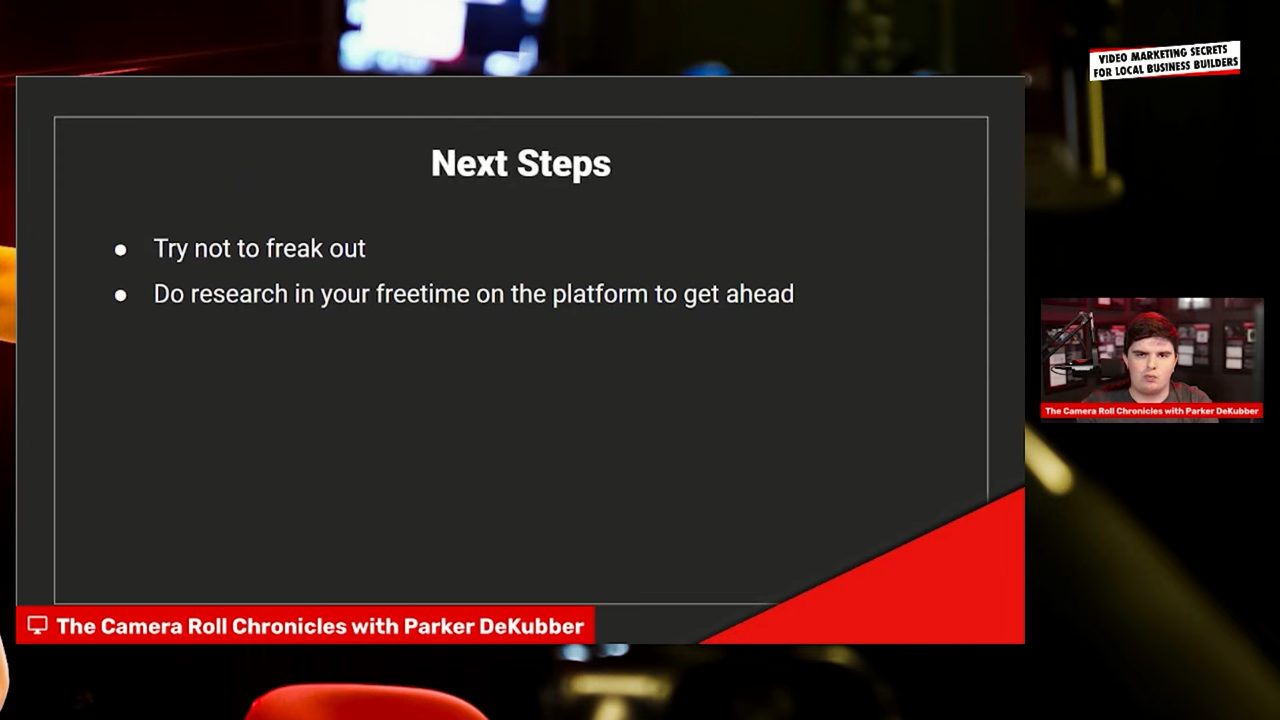 VIDEO MARKETING SECRETS
FOR LOCAL BUSINESS BUILDERS
Next Steps
● Try not to freak out
● Do research in your freetime on the platform to get ahead
The Camera Roll Chronicles with Parker DeKubber
The Camera Roll Chronicles with Parker DeKubber